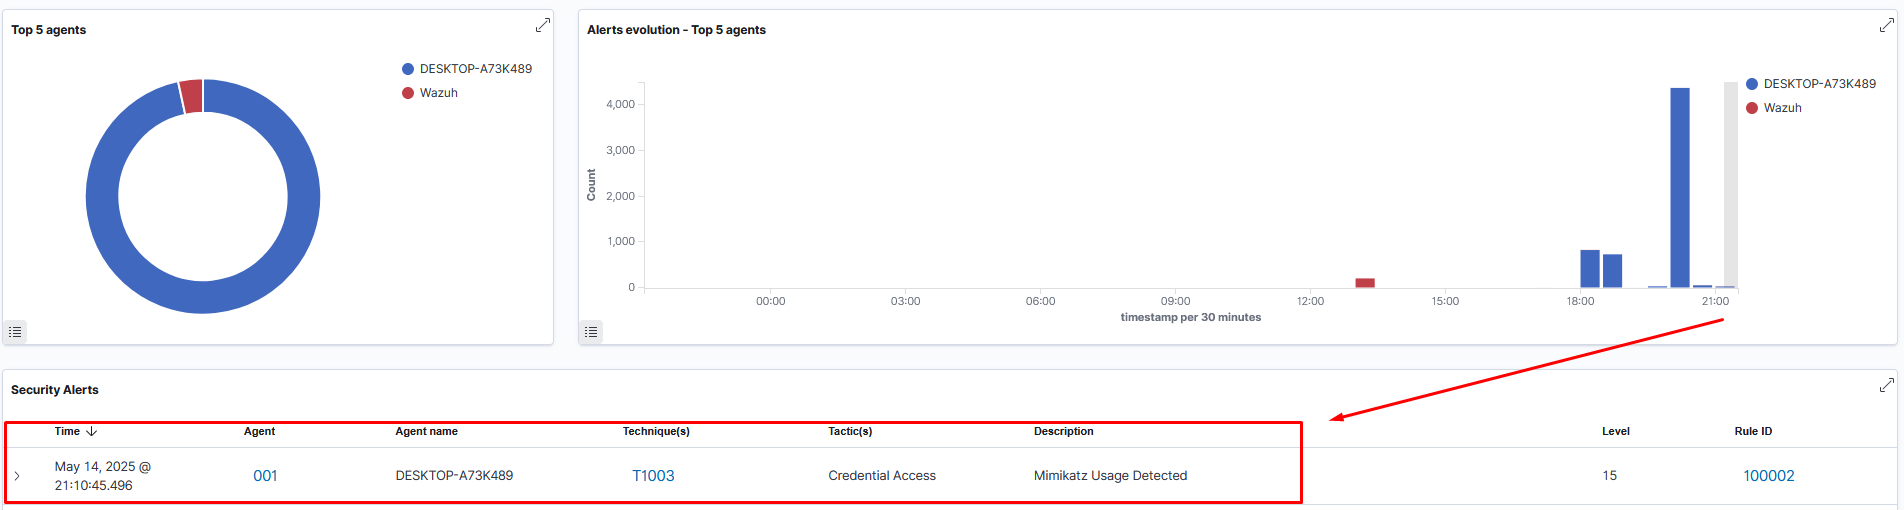 Top 5 agents
DESKTOP-A73K489
Wazuh
Alerts evolution - Top 5 agents
Count
4,000
3,000
2,000
1,000
0
00:00 03:00 06:00 09:00 12:00 15:00 18:00 21:00
timestamp per 30 minutes
DESKTOP-A73K489
Wazuh
Security Alerts
Time Agent Agent name Technique(s) Tactic(s) Description Level Rule ID
May 14, 2025 @
21:10:45.496
001 DESKTOP-A73K489 T1003 Credential Access Mimikatz Usage Detected 15 100002